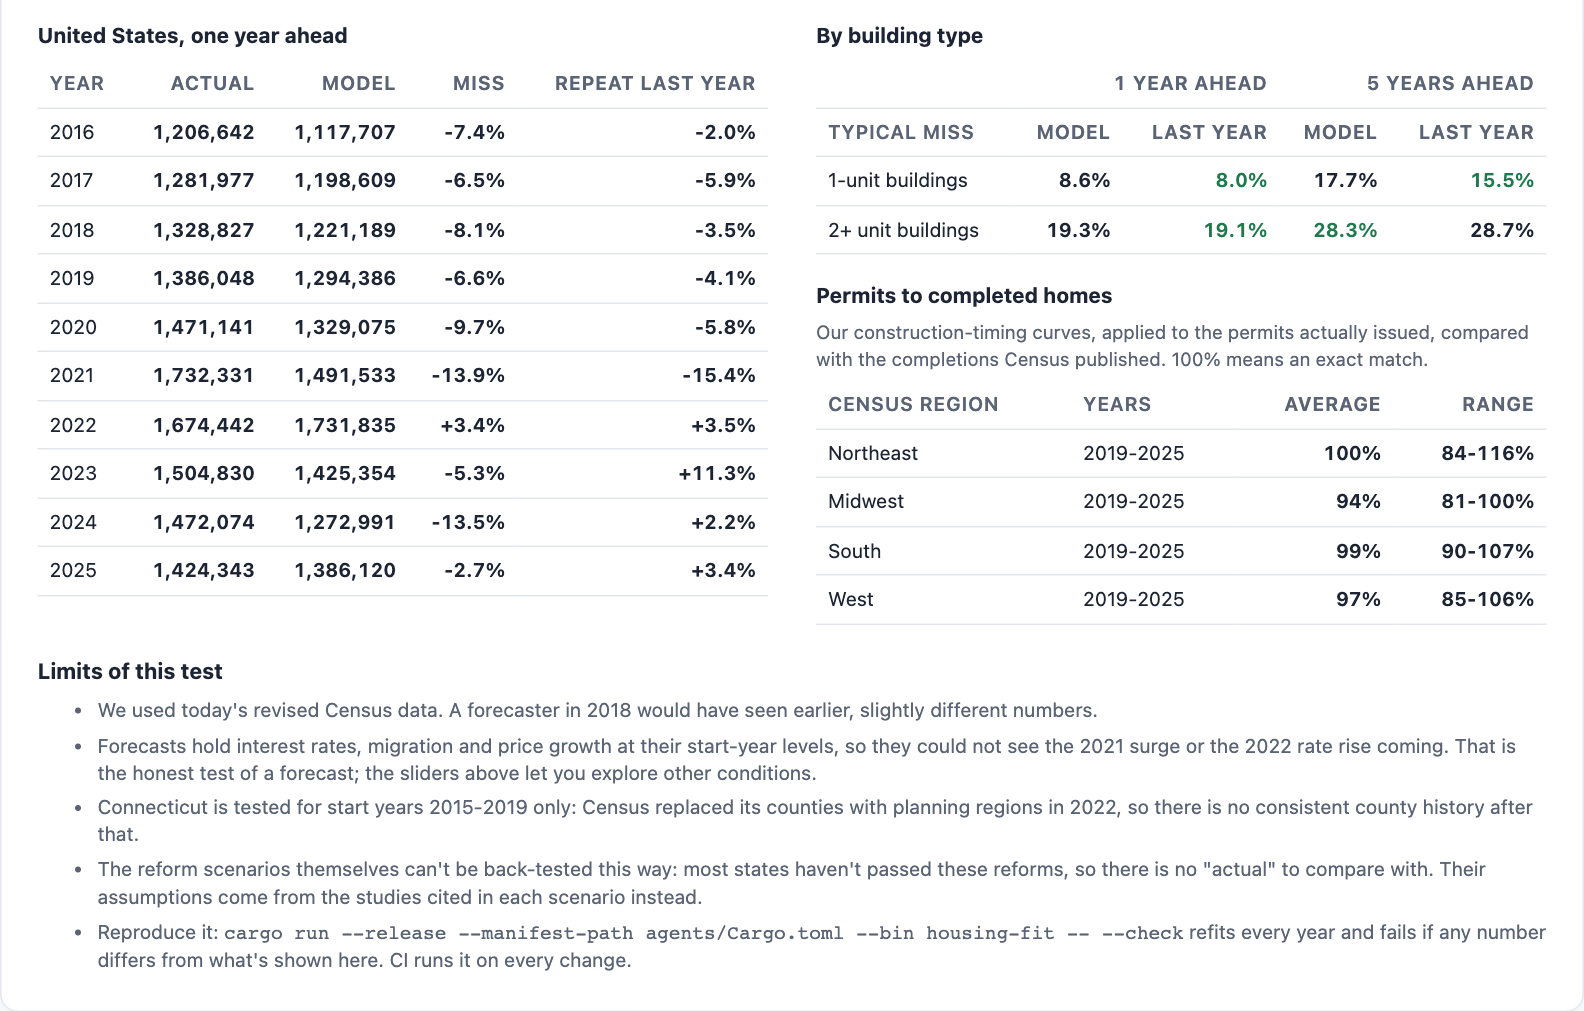 United States, one year ahead
YEAR ACTUAL MODEL MISS REPEAT LAST YEAR
2016 1,206,642 1,117,707 -7.4% -2.0%
2017 1,281,977 1,198,609 -6.5% -5.9%
2018 1,328,827 1,221,189 -8.1% -3.5%
2019 1,386,048 1,294,386 -6.6% -4.1%
2020 1,471,141 1,329,075 -9.7% -5.8%
2021 1,732,331 1,491,533 -13.9% -15.4%
2022 1,674,442 1,731,835 +3.4% +3.5%
2023 1,504,830 1,425,354 -5.3% +11.3%
2024 1,472,074 1,272,991 -13.5% +2.2%
2025 1,424,343 1,386,120 -2.7% +3.4%
By building type
1 YEAR AHEAD 5 YEARS AHEAD
TYPICAL MISS MODEL LAST YEAR MODEL LAST YEAR
1-unit buildings 8.6% 8.0% 17.7% 15.5%
2+ unit buildings 19.3% 19.1% 28.3% 28.7%
Permits to completed homes
Our construction-timing curves, applied to the permits actually issued, compared
with the completions Census published. 100% means an exact match.
CENSUS REGION YEARS AVERAGE RANGE
Northeast 2019-2025 100% 84-116%
Midwest 2019-2025 94% 81-100%
South 2019-2025 99% 90-107%
West 2019-2025 97% 85-106%
Limits of this test
• We used today's revised Census data. A forecaster in 2018 would have seen earlier, slightly different numbers.
• Forecasts hold interest rates, migration and price growth at their start-year levels, so they could not see the 2021 surge or the 2022 rate rise coming. That is
the honest test of a forecast; the sliders above let you explore other conditions.
• Connecticut is tested for start years 2015-2019 only: Census replaced its counties with planning regions in 2022, so there is no consistent county history after
that.
• The reform scenarios themselves can't be back-tested this way: most states haven't passed these reforms, so there is no "actual" to compare with. Their
assumptions come from the studies cited in each scenario instead.
• Reproduce it: cargo run --release --manifest-path agents/Cargo.toml --bin housing-fit -- --check refits every year and fails if any number
differs from what's shown here. CI runs it on every change.